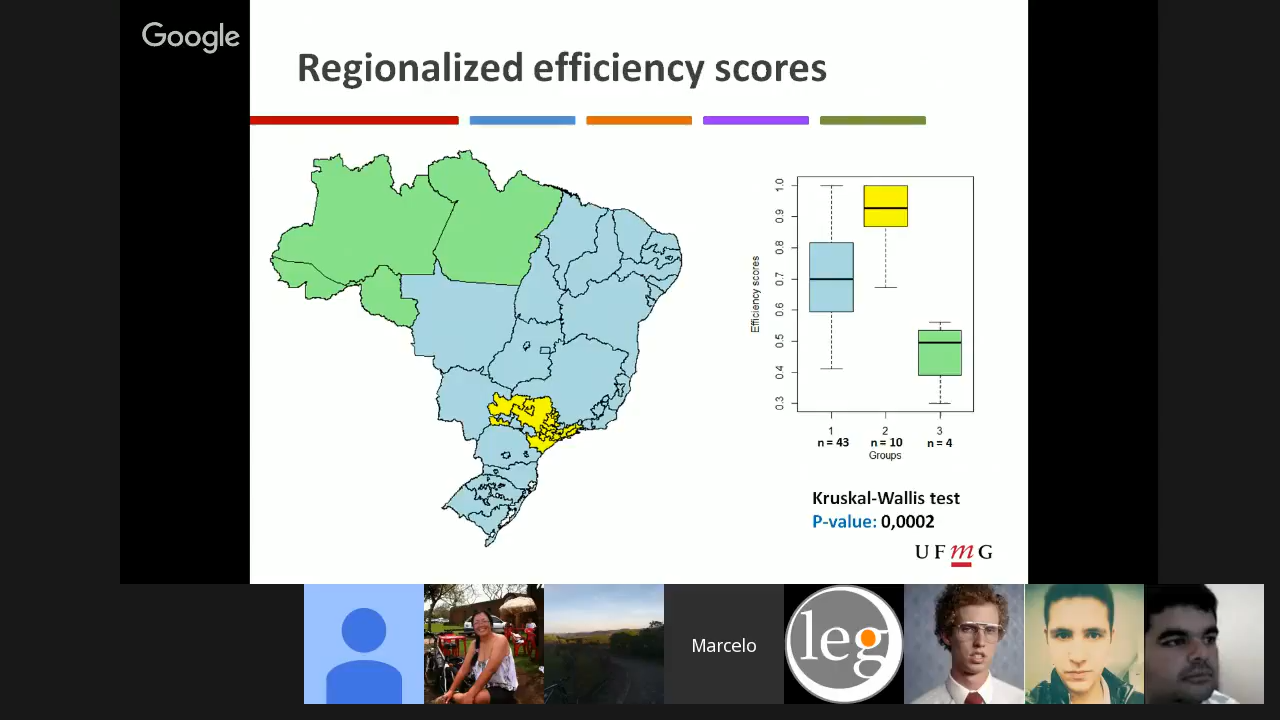 Google
Regionalized efficiency scores
Efficiency scores
1.0
0.9
0.8
0.7
0.6
0.5
0.4
0.3
1 2 3
n = 43 n = 10 n = 4
Groups
Kruskal-Wallis test
P-value: 0,0002
UFmG
Marcelo
leg